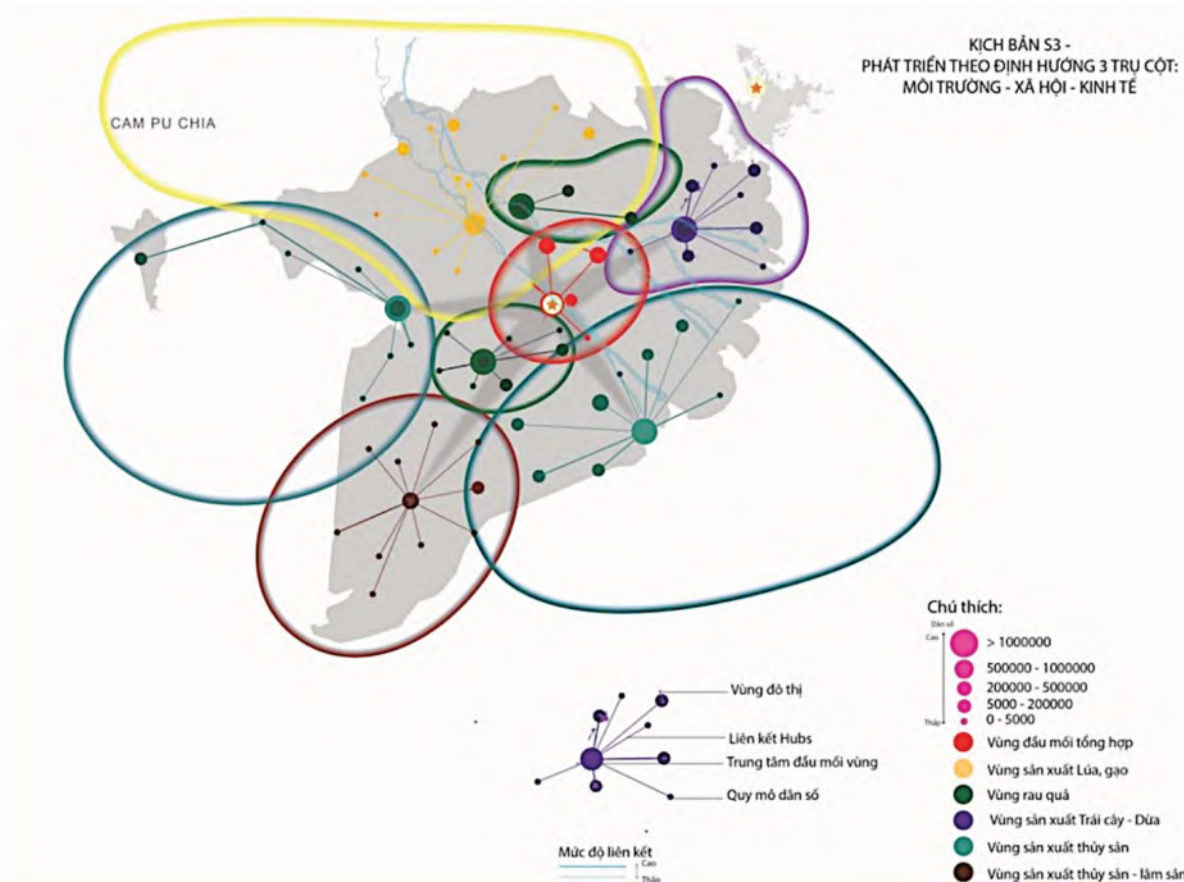 KỊCH BẢN S3 -
PHÁT TRIỂN THEO ĐỊNH HƯỚNG 3 TRỤ CỘT:
MÔI TRƯỜNG - XÃ HỘI - KINH TẾ
CAM PU CHIA
Chú thích:
Dân số
Cao
Thấp
> 1000000
500000 - 1000000
200000 - 500000
5000 - 200000
0 - 5000
Vùng đầu mối tổng hợp
Vùng sản xuất Lúa, gạo
Vùng rau quả
Vùng sản xuất Trái cây - Dừa
Vùng sản xuất thủy sản
Vùng sản xuất thủy sản - lâm sản
Vùng đô thị
Liên kết Hubs
Trung tâm đầu mối vùng
Quy mô dân số
Mức độ liên kết
Cao
Thấp